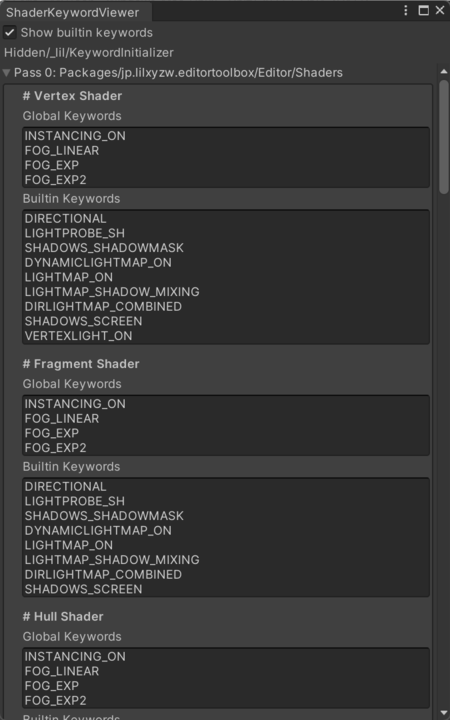 ShaderKeywordViewer
Show builtin keywords
Hidden/_lil/KeywordInitializer
Pass 0: Packages/jp.lilxyzw.editortoolbox/Editor/Shaders
# Vertex Shader
Global Keywords
INSTANCING_ON
FOG_LINEAR
FOG_EXP
FOG_EXP2
Builtin Keywords
DIRECTIONAL
LIGHTPROBE_SH
SHADOWS_SHADOWMASK
DYNAMICLIGHTMAP_ON
LIGHTMAP_ON
LIGHTMAP_SHADOW_MIXING
DIRLIGHTMAP_COMBINED
SHADOWS_SCREEN
VERTEXLIGHT_ON
# Fragment Shader
Global Keywords
INSTANCING_ON
FOG_LINEAR
FOG_EXP
FOG_EXP2
Builtin Keywords
DIRECTIONAL
LIGHTPROBE_SH
SHADOWS_SHADOWMASK
DYNAMICLIGHTMAP_ON
LIGHTMAP_ON
LIGHTMAP_SHADOW_MIXING
DIRLIGHTMAP_COMBINED
SHADOWS_SCREEN
# Hull Shader
Global Keywords
INSTANCING_ON
FOG_LINEAR
FOG_EXP
FOG_EXP2
Builtin Keywords